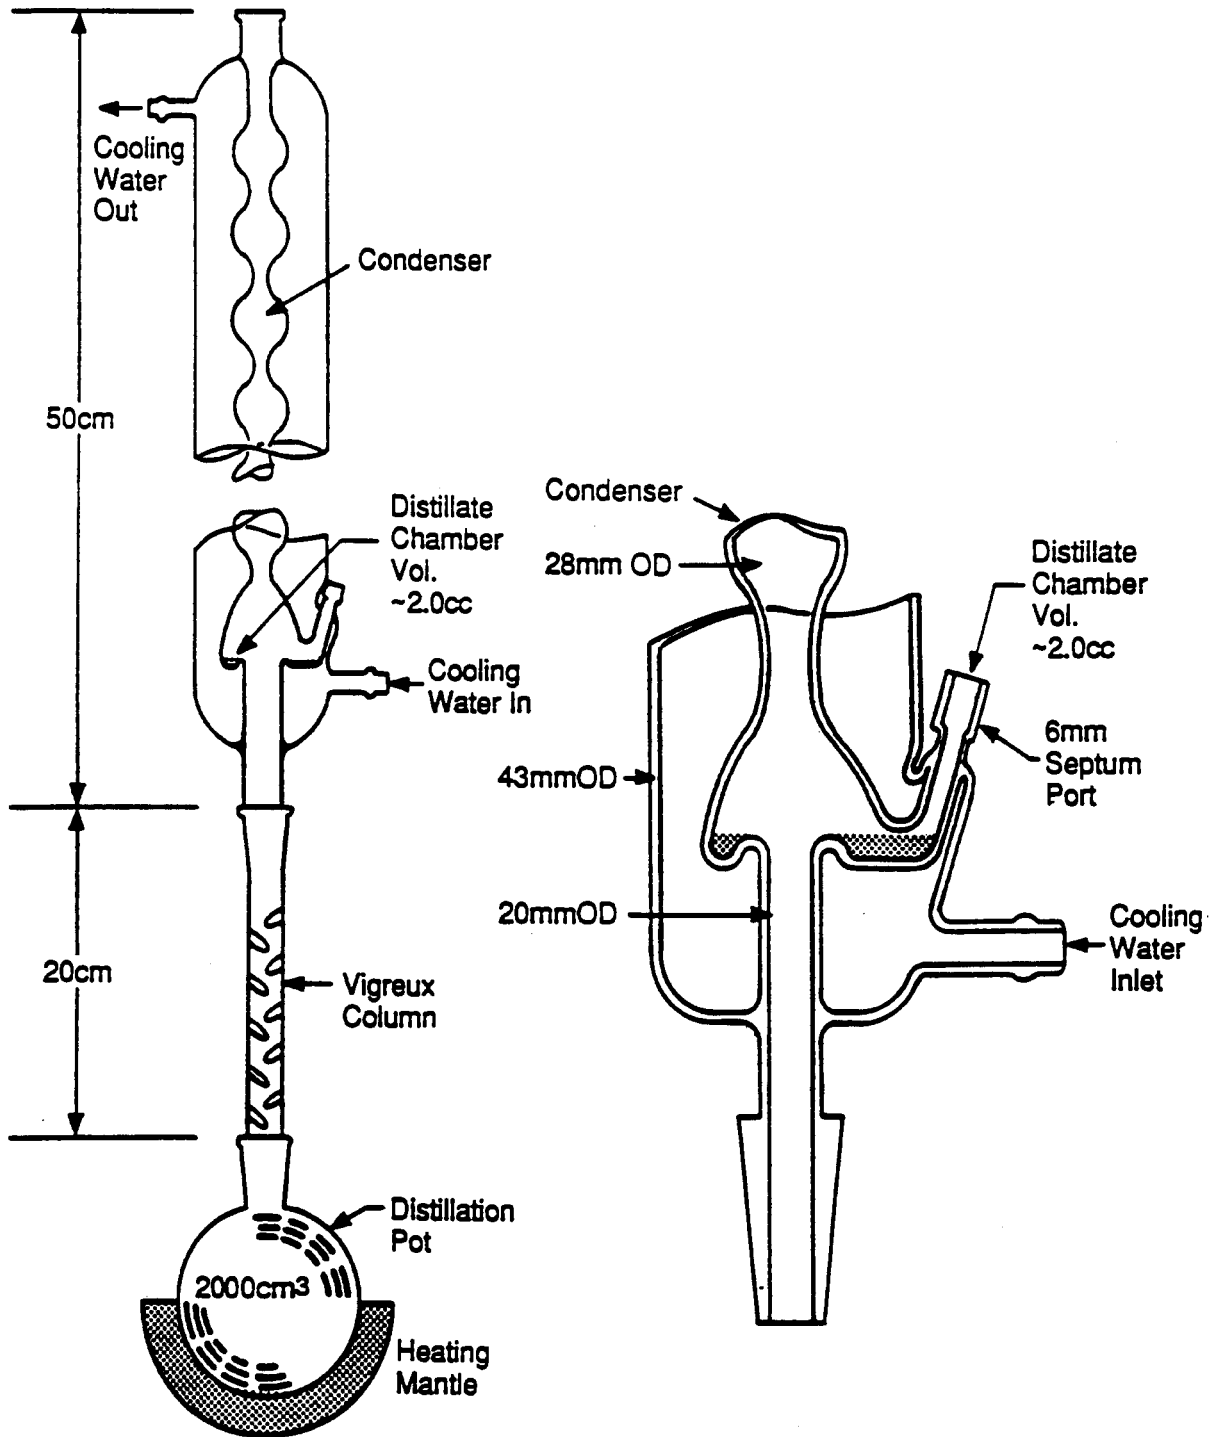 Cooling
Water
Out
Condenser
50cm
Distillate
Chamber
Vol.
~2.0cc
Cooling
Water In
20cm
Vigreux
Column
Distillation
Pot
2000cm³
Heating
Mantle
Condenser
28mm OD
Distillate
Chamber
Vol.
~2.0cc
6mm
Septum
Port
43mmOD
20mmOD
Cooling
Water
Inlet